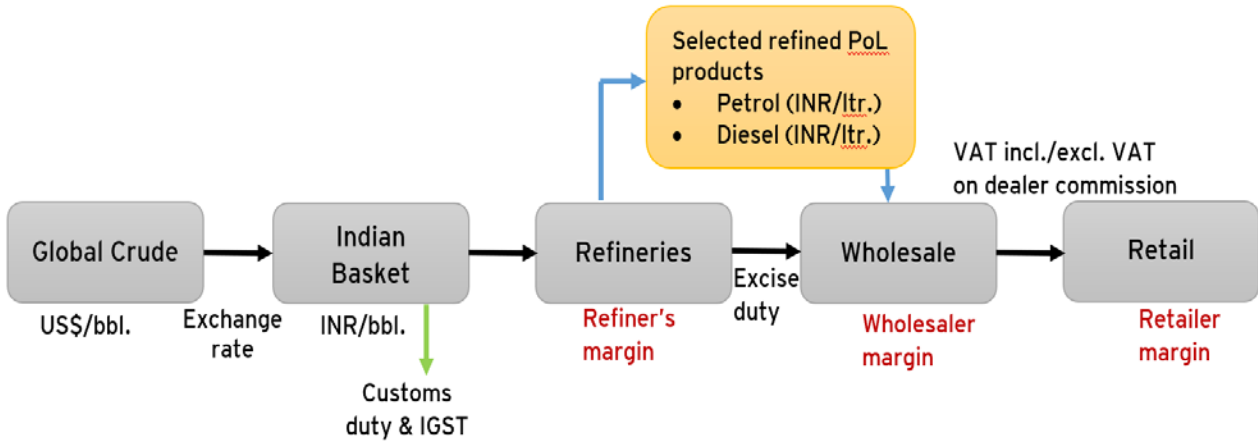 Selected refined PoL
products
• Petrol (INR/ltr.)
• Diesel (INR/ltr.)
VAT incl./excl. VAT
on dealer commission
Global Crude
Indian
Basket
Refineries
Wholesale
Retail
US$/bbl.
Exchange
rate
INR/bbl.
Refiner's
margin
Excise
duty
Wholesaler
margin
Retailer
margin
Customs
duty & IGST